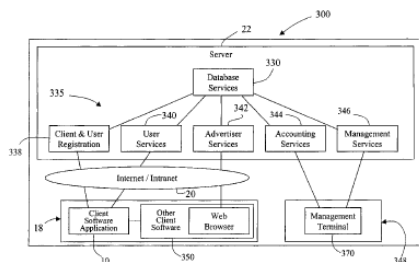 22
300
Server
Database
Services
330
335
340
342
344
346
Client & User
Registration
User
Services
Advertiser
Services
Accounting
Services
Management
Services
338
Internet / Intranet
20
18
Client
Software
Application
Other
Client
Software
Web
Browser
Management
Terminal
10
350
370
348